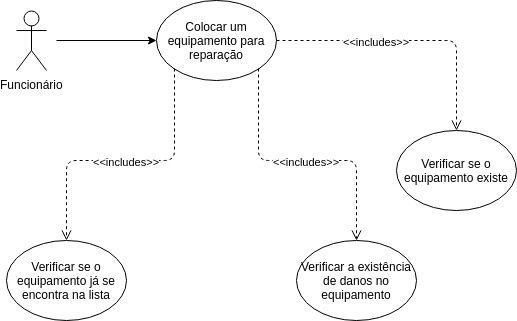 Funcionário
Colocar um
equipamento para
reparação
<<includes>>
<<includes>>
<<includes>>
Verificar se o
equipamento existe
Verificar se o
equipamento já se
encontra na lista
Verificar a existência
de danos no
equipamento